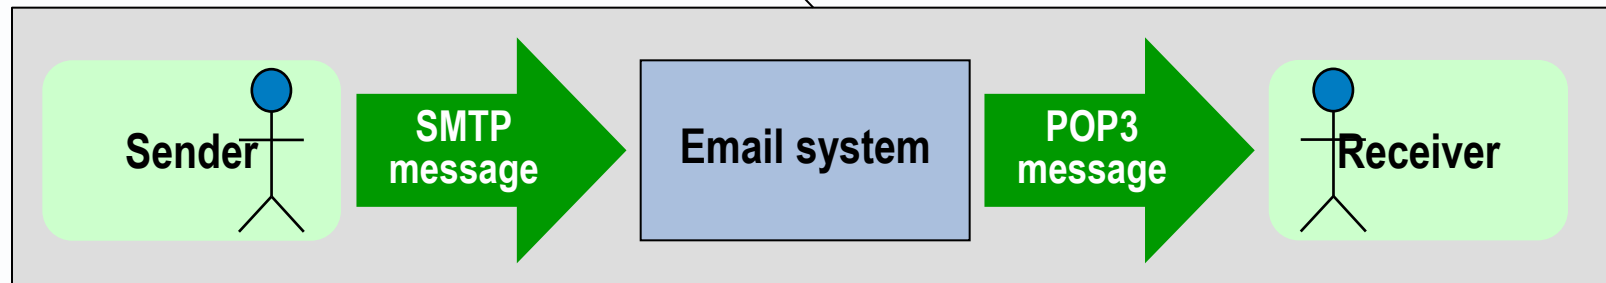 Sender
SMTP
message
Email system
POP3
message
Receiver